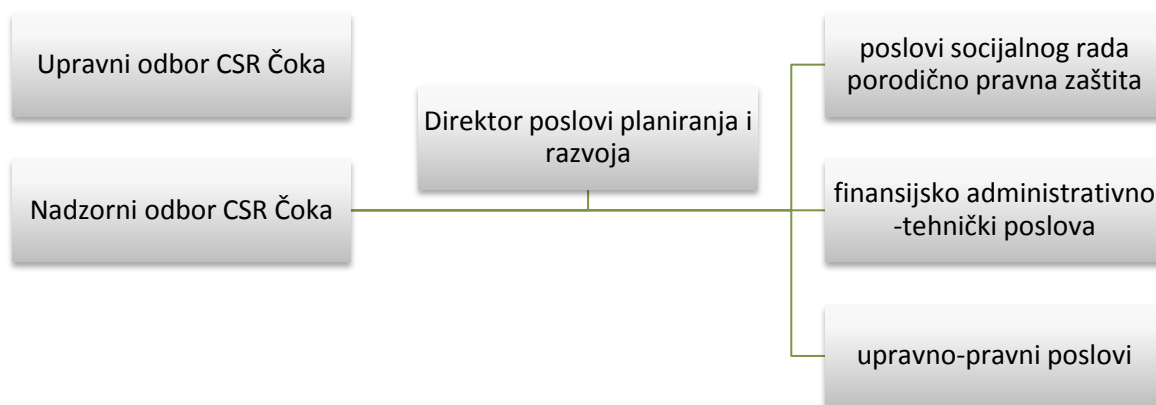 Upravni odbor CSR Čoka
Nadzorni odbor CSR Čoka
Direktor poslovi planiranja i
razvoja
poslovi socijalnog rada
porodično pravna zaštita
finansijsko administrativno
-tehnički poslova
upravno-pravni poslovi